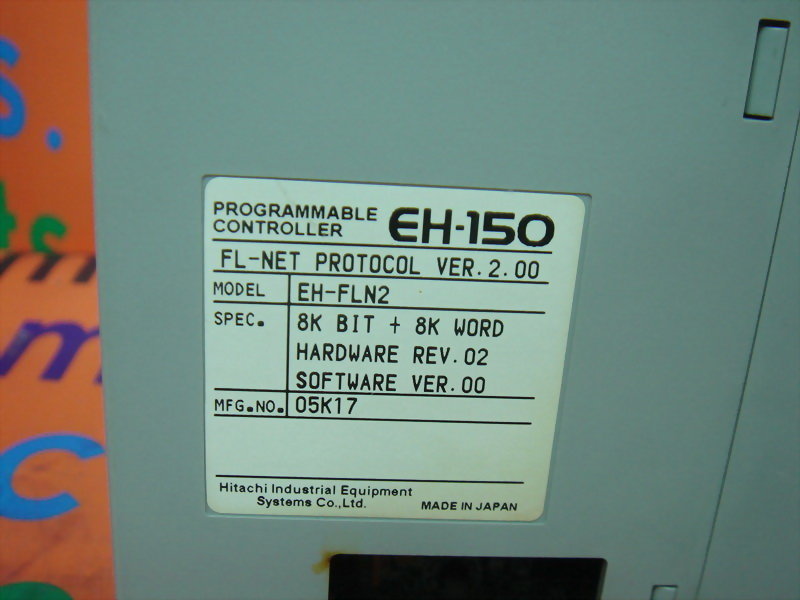 PROGRAMMABLE
CONTROLLER EH-150
FL-NET PROTOCOL VER.2.00
MODEL EH-FLN2
SPEC. 8K BIT + 8K WORD
HARDWARE REV.02
SOFTWARE VER.00
MFG.NO. 05K17
Hitachi Industrial Equipment
Systems Co.,Ltd. MADE IN JAPAN